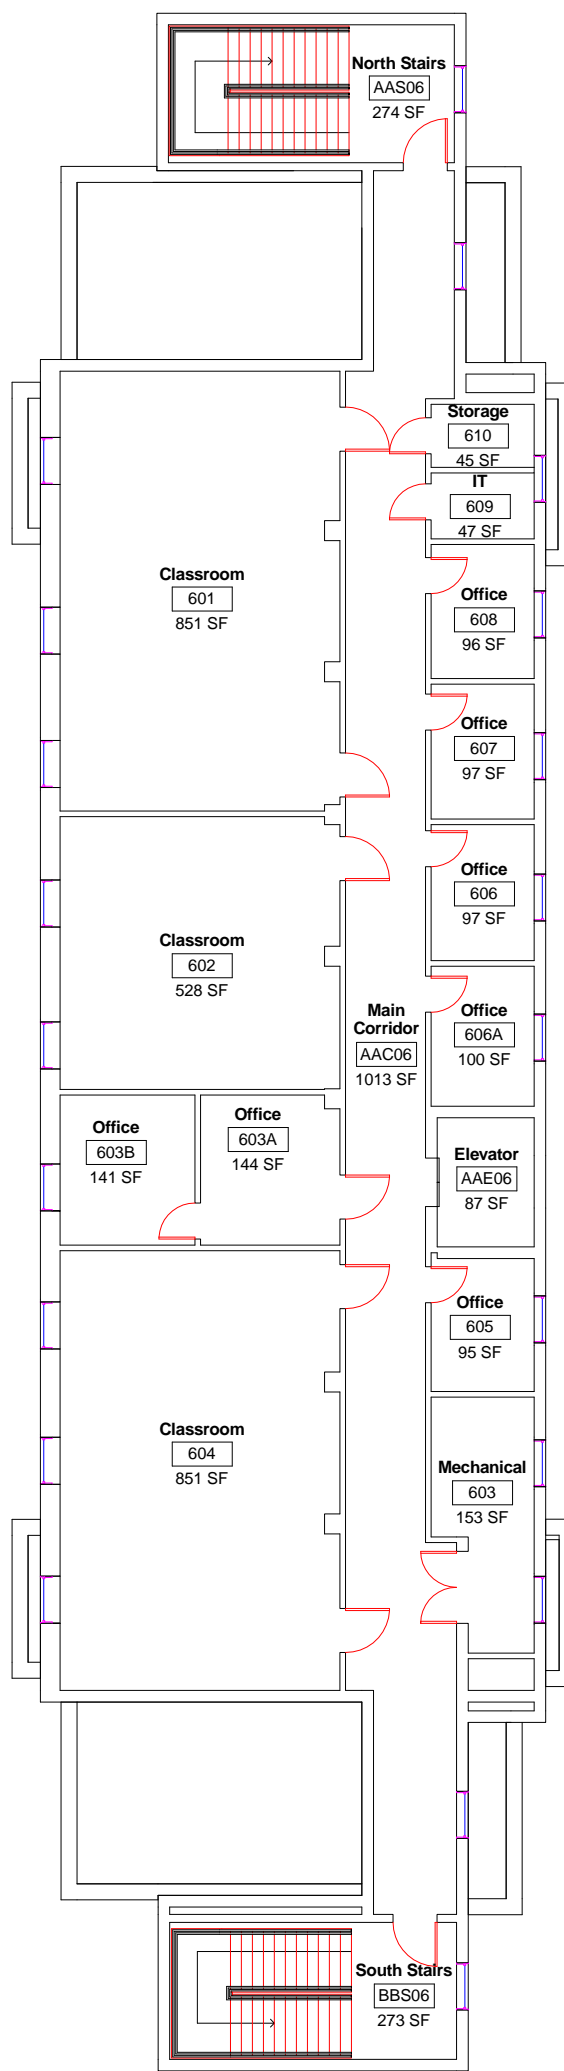 North Stairs
AAS06
274 SF
Storage
610
45 SF
IT
609
47 SF
Classroom
601
851 SF
Office
608
96 SF
Office
607
97 SF
Office
606
97 SF
Classroom
602
528 SF
Main
Corridor
AAC06
1013 SF
Office
606A
100 SF
Office
603B
141 SF
Office
603A
144 SF
Elevator
AAE06
87 SF
Office
605
95 SF
Classroom
604
851 SF
Mechanical
603
153 SF
South Stairs
BBS06
273 SF